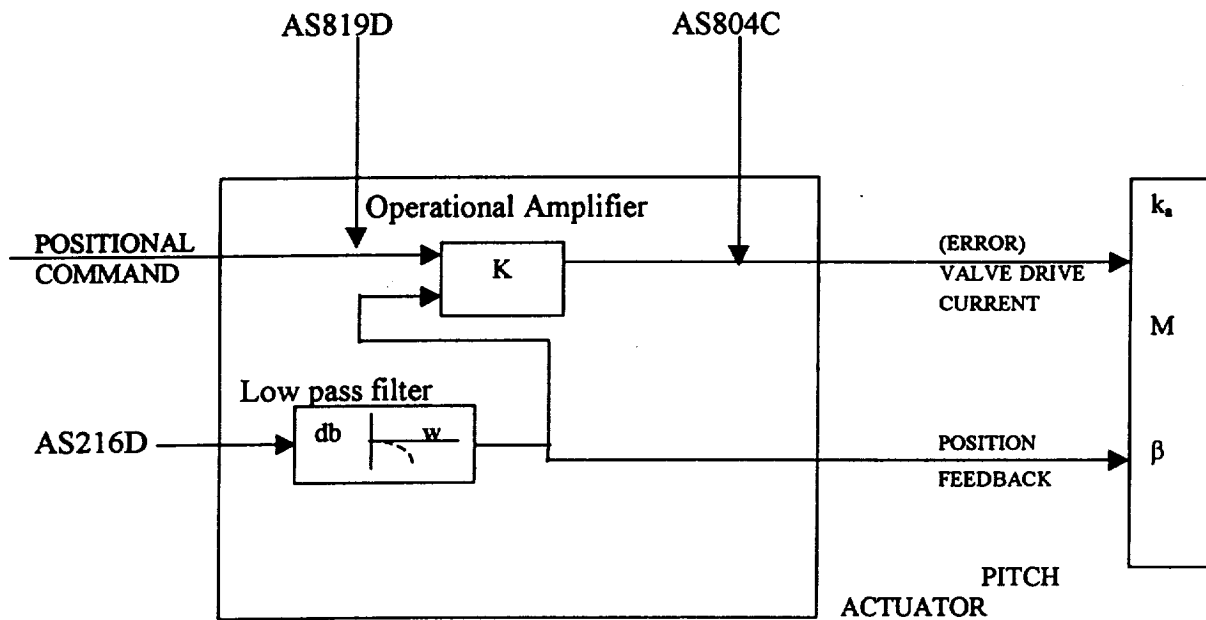 AS819D
AS804C
Operational Amplifier
POSITIONAL
COMMAND
K
(ERROR)
VALVE DRIVE
CURRENT
kₐ
M
Low pass filter
db
w
AS216D
POSITION
FEEDBACK
β
PITCH
ACTUATOR